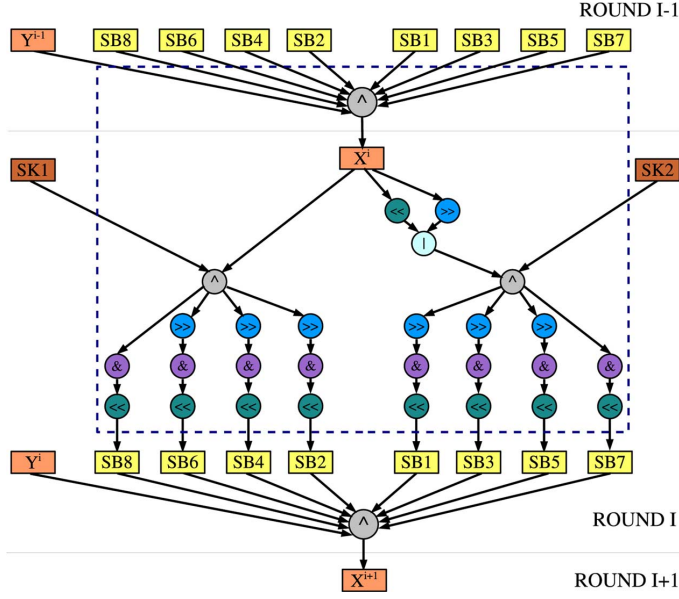 ROUND I-1
Y^i-1 SB8 SB6 SB4 SB2 SB1 SB3 SB5 SB7
^
X^i
SK1 SK2
<< >>
|
^ ^
>> >> >> >> >> >>
& & & & & & & &
<< << << << << << << <<
Y^i SB8 SB6 SB4 SB2 SB1 SB3 SB5 SB7
^
ROUND I
X^i+1
ROUND I+1